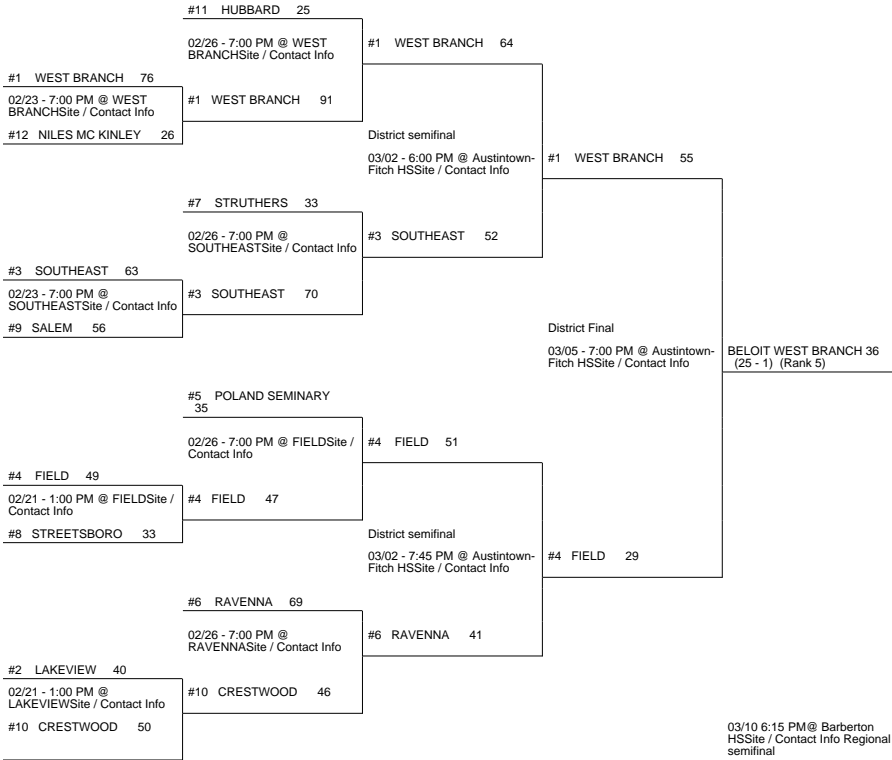 #11 HUBBARD 25
02/26 - 7:00 PM @ WEST
BRANCHSite / Contact Info
#1 WEST BRANCH 64
#1 WEST BRANCH 76
02/23 - 7:00 PM @ WEST
BRANCHSite / Contact Info
#1 WEST BRANCH 91
#12 NILES MC KINLEY 26
District semifinal
03/02 - 6:00 PM @ Austintown-
Fitch HSSite / Contact Info
#1 WEST BRANCH 55
#7 STRUTHERS 33
02/26 - 7:00 PM @
SOUTHEASTSite / Contact Info
#3 SOUTHEAST 52
#3 SOUTHEAST 63
02/23 - 7:00 PM @
SOUTHEASTSite / Contact Info
#3 SOUTHEAST 70
#9 SALEM 56
District Final
03/05 - 7:00 PM @ Austintown-
Fitch HSSite / Contact Info
BELOIT WEST BRANCH 36
(25 - 1) (Rank 5)
#5 POLAND SEMINARY
35
02/26 - 7:00 PM @ FIELDSite /
Contact Info
#4 FIELD 51
#4 FIELD 49
02/21 - 1:00 PM @ FIELDSite /
Contact Info
#4 FIELD 47
#8 STREETSBORO 33
District semifinal
03/02 - 7:45 PM @ Austintown-
Fitch HSSite / Contact Info
#4 FIELD 29
#6 RAVENNA 69
02/26 - 7:00 PM @
RAVENNASite / Contact Info
#6 RAVENNA 41
#2 LAKEVIEW 40
02/21 - 1:00 PM @
LAKEVIEWSite / Contact Info
#10 CRESTWOOD 46
#10 CRESTWOOD 50
03/10 6:15 PM@ Barberton
HSSite / Contact Info Regional
semifinal